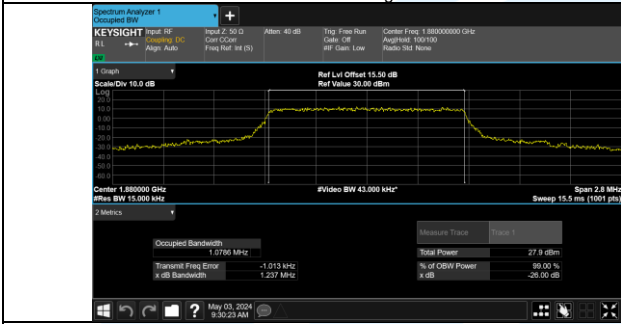 Spectrum Analyzer 1
Occupied BW
+
KEYSIGHT Input: RF Input Z: 50 Ω Atten: 40 dB Trig: Free Run Center Freq: 1.880000000 GHz
R L Coupling: DC Corr CCorr Gate: Off Avg|Hold: 100/100
Align: Auto Freq Ref: Int (S) #IF Gain: Low Radio Std: None
1 Graph
Ref Lvl Offset 15.50 dB
Scale/Div 10.0 dB Ref Value 30.00 dBm
Log
20.0
10.0
0.00
-10.0
-20.0
-30.0
-40.0
-50.0
-60.0
Center 1.880000 GHz #Video BW 43.000 kHz* Span 2.8 MHz
#Res BW 15.000 kHz Sweep 15.5 ms (1001 pts)
2 Metrics
Measure Trace Trace 1
Occupied Bandwidth
1.0786 MHz Total Power 27.9 dBm
Transmit Freq Error -1.013 kHz % of OBW Power 99.00 %
x dB Bandwidth 1.237 MHz x dB -26.00 dB
? May 03, 2024
9:30:23 AM